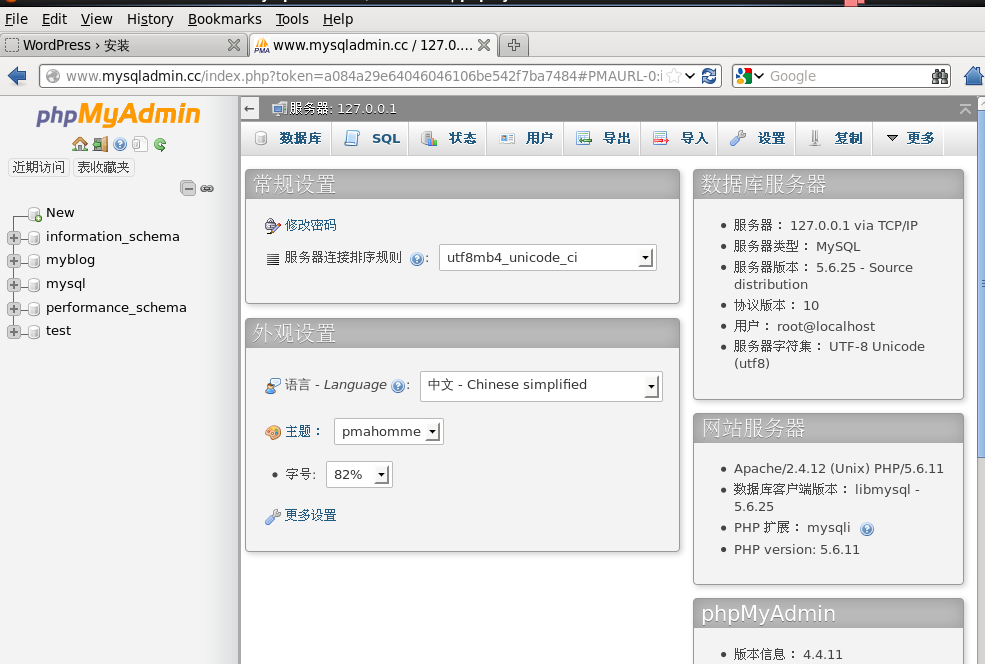 File Edit View History Bookmarks Tools Help
WordPress › 安装
PMA www.mysqladmin.cc / 127.0....
www.mysqladmin.cc/index.php?token=a084a29e64046046106be542f7ba7484#PMAURL-0:i
Google
phpMyAdmin
近期访问 表收藏夹
New
information_schema
myblog
mysql
performance_schema
test
服务器: 127.0.0.1
数据库 SQL 状态 用户 导出 导入 设置 复制 更多
常规设置
修改密码
服务器连接排序规则 : utf8mb4_unicode_ci
外观设置
语言 - Language : 中文 - Chinese simplified
主题： pmahomme
字号: 82%
更多设置
数据库服务器
服务器： 127.0.0.1 via TCP/IP
服务器类型： MySQL
服务器版本： 5.6.25 - Source
distribution
协议版本： 10
用户： root@localhost
服务器字符集： UTF-8 Unicode
(utf8)
网站服务器
Apache/2.4.12 (Unix) PHP/5.6.11
数据库客户端版本： libmysql -
5.6.25
PHP 扩展： mysqli
PHP version: 5.6.11
phpMyAdmin
版本信息： 4.4.11